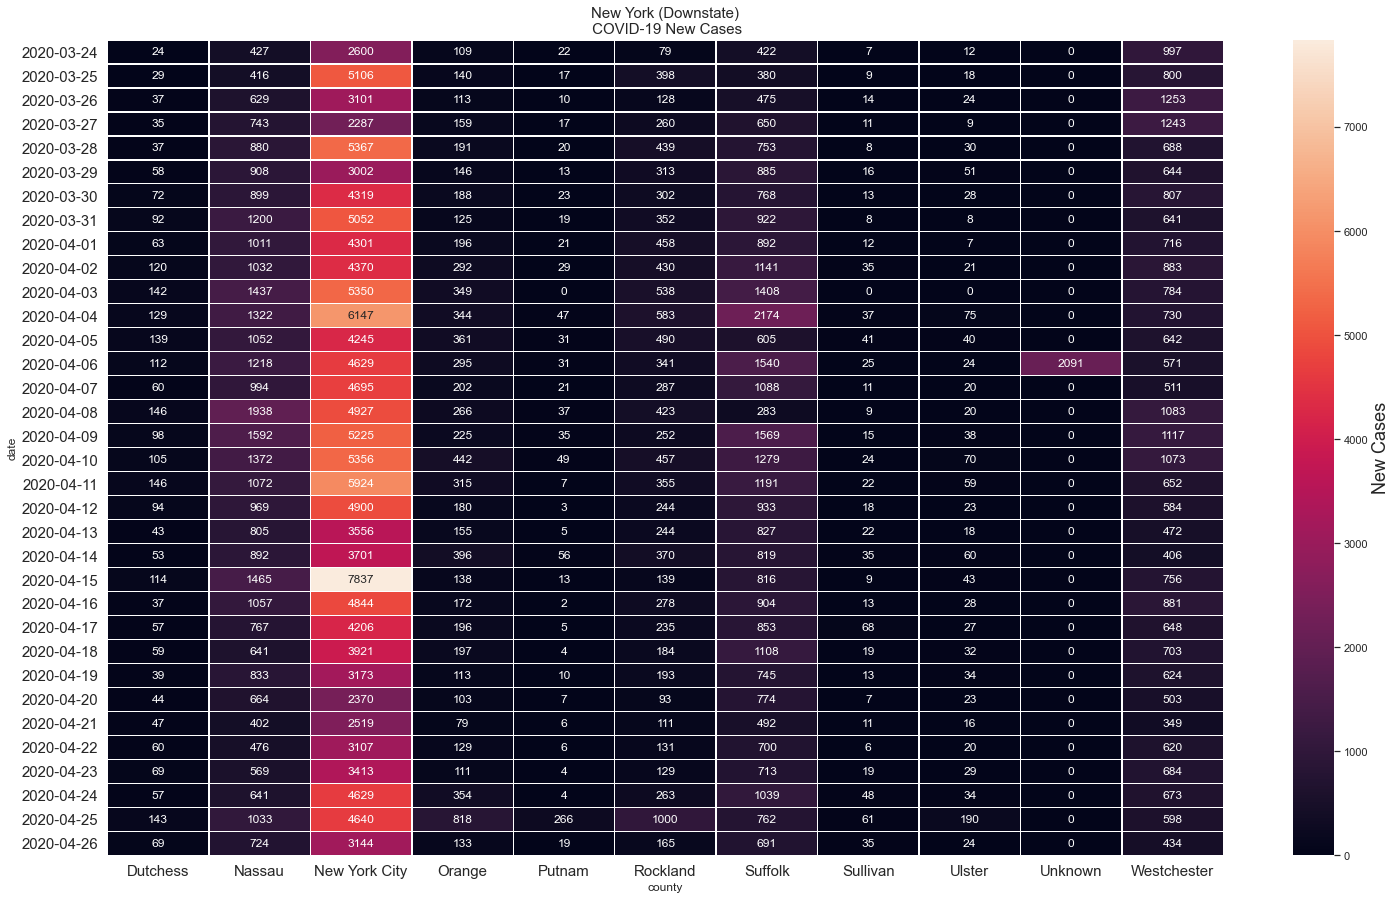 New York (Downstate)
COVID-19 New Cases
2020-03-24 24 427 2600 109 22 79 422 7 12 0 997
2020-03-25 29 416 5106 140 17 398 380 9 18 0 800
2020-03-26 37 629 3101 113 10 128 475 14 24 0 1253
2020-03-27 35 743 2287 159 17 260 650 11 9 0 1243
2020-03-28 37 880 5367 191 20 439 753 8 30 0 688
2020-03-29 58 908 3002 146 13 313 885 16 51 0 644
2020-03-30 72 899 4319 188 23 302 768 13 28 0 807
2020-03-31 92 1200 5052 125 19 352 922 8 8 0 641
2020-04-01 63 1011 4301 196 21 458 892 12 7 0 716
2020-04-02 120 1032 4370 292 29 430 1141 35 21 0 883
2020-04-03 142 1437 5350 349 0 538 1408 0 0 0 784
2020-04-04 129 1322 6147 344 47 583 2174 37 75 0 730
2020-04-05 139 1052 4245 361 31 490 605 41 40 0 642
2020-04-06 112 1218 4629 295 31 341 1540 25 24 2091 571
2020-04-07 60 994 4695 202 21 287 1088 11 20 0 511
2020-04-08 146 1938 4927 266 37 423 283 9 20 0 1083
2020-04-09 98 1592 5225 225 35 252 1569 15 38 0 1117
2020-04-10 105 1372 5356 442 49 457 1279 24 70 0 1073
2020-04-11 146 1072 5924 315 7 355 1191 22 59 0 652
2020-04-12 94 969 4900 180 3 244 933 18 23 0 584
2020-04-13 43 805 3556 155 5 244 827 22 18 0 472
2020-04-14 53 892 3701 396 56 370 819 35 60 0 406
2020-04-15 114 1465 7837 138 13 139 816 9 43 0 756
2020-04-16 37 1057 4844 172 2 278 904 13 28 0 881
2020-04-17 57 767 4206 196 5 235 853 68 27 0 648
2020-04-18 59 641 3921 197 4 184 1108 19 32 0 703
2020-04-19 39 833 3173 113 10 193 745 13 34 0 624
2020-04-20 44 664 2370 103 7 93 774 7 23 0 503
2020-04-21 47 402 2519 79 6 111 492 11 16 0 349
2020-04-22 60 476 3107 129 6 131 700 6 20 0 620
2020-04-23 69 569 3413 111 4 129 713 19 29 0 684
2020-04-24 57 641 4629 354 4 263 1039 48 34 0 673
2020-04-25 143 1033 4640 818 266 1000 762 61 190 0 598
2020-04-26 69 724 3144 133 19 165 691 35 24 0 434
Dutchess Nassau New York City Orange Putnam Rockland Suffolk Sullivan Ulster Unknown Westchester
county
date
7000
6000
5000
4000
3000
2000
1000
0
New Cases